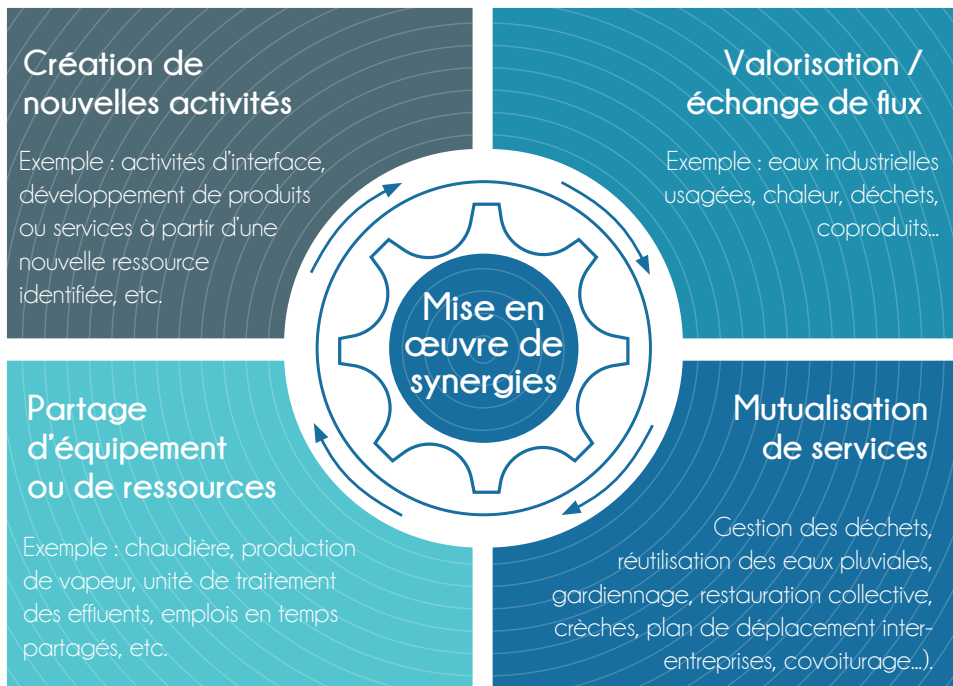 Création de
nouvelles activités
Exemple : activités d'interface,
développement de produits
ou services à partir d'une
nouvelle ressource
identifiée, etc.
Valorisation /
échange de flux
Exemple : eaux industrielles
usagées, chaleur, déchets,
coproduits...
Mise en
œuvre de
synergies
Partage
d'équipement
ou de ressources
Exemple : chaudière, production
de vapeur, unité de traitement
des effluents, emplois en temps
partagés, etc.
Mutualisation
de services
Gestion des déchets,
réutilisation des eaux pluviales,
gardiennage, restauration collective,
crèches, plan de déplacement inter-
entreprises, covoiturage...).